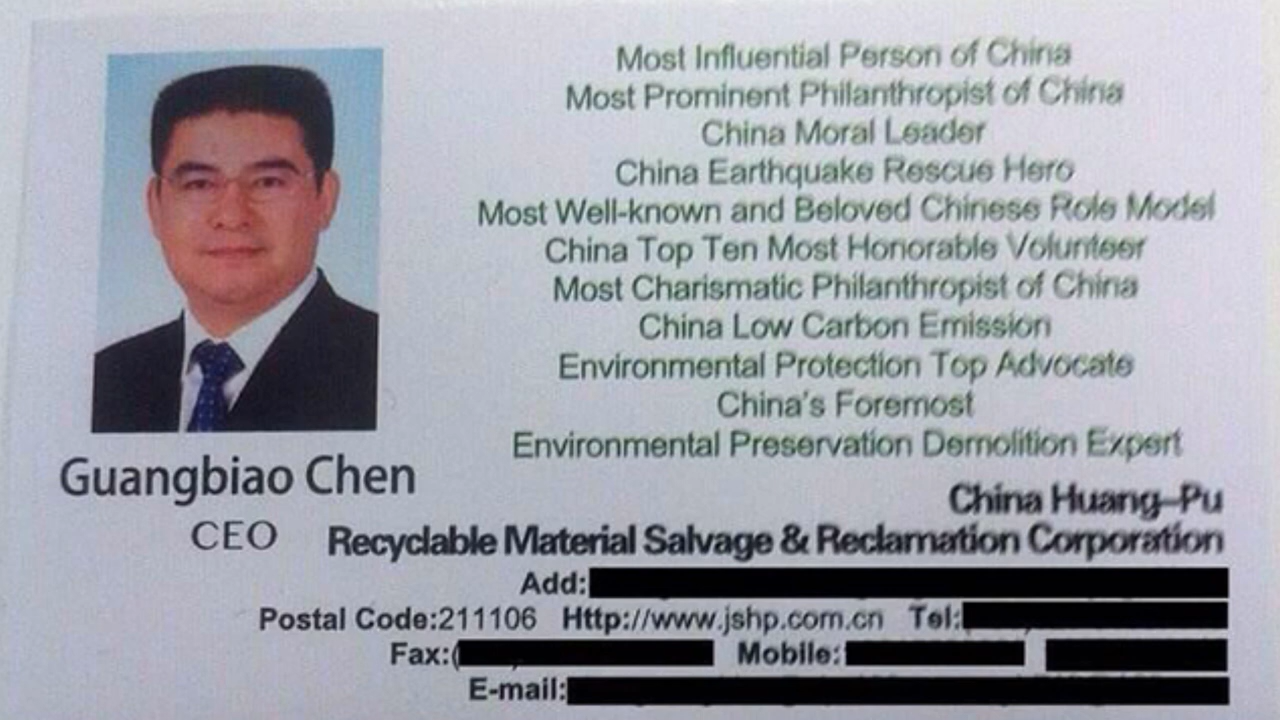 Most Influential Person of China
Most Prominent Philanthropist of China
China Moral Leader
China Earthquake Rescue Hero
Most Well-known and Beloved Chinese Role Model
China Top Ten Most Honorable Volunteer
Most Charismatic Philanthropist of China
China Low Carbon Emission
Environmental Protection Top Advocate
China's Foremost
Environmental Preservation Demolition Expert
Guangbiao Chen
CEO
China Huang-Pu
Recyclable Material Salvage & Reclamation Corporation
Add:
Postal Code:211106 Http://www.jshp.com.cn Tel:
Fax:( Mobile:
E-mail: